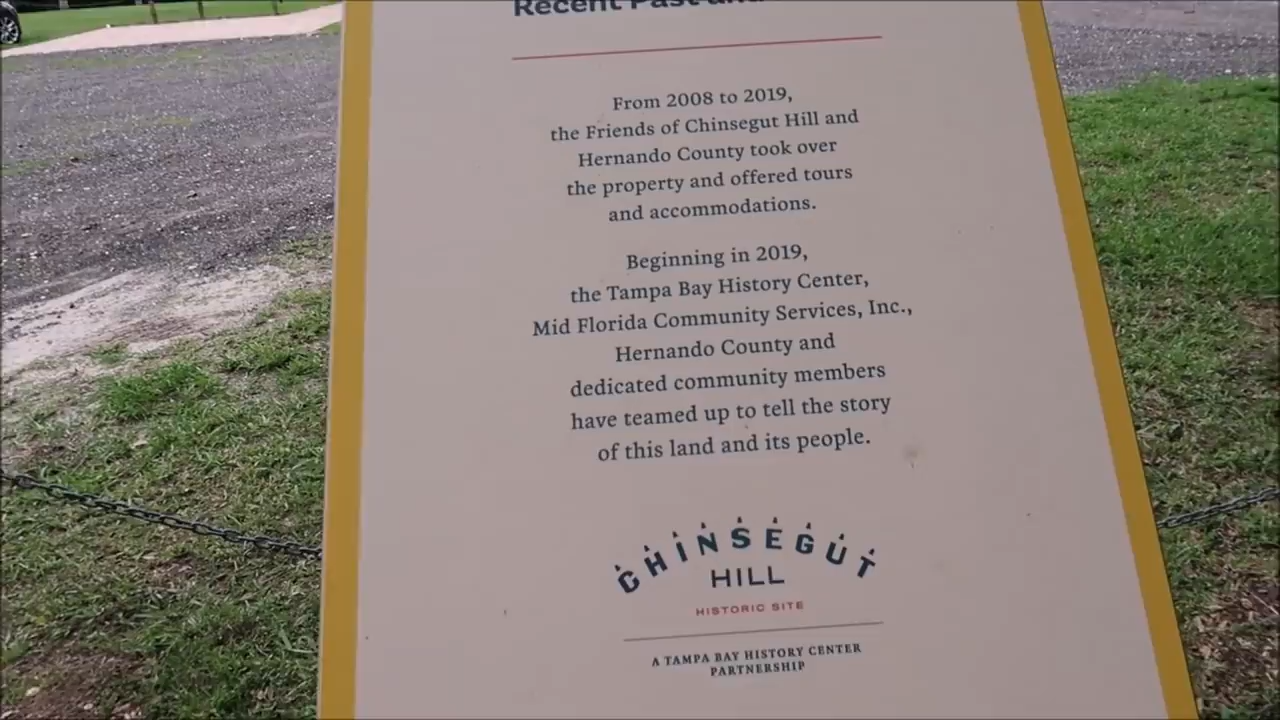 Recent Past and
From 2008 to 2019,
the Friends of Chinsegut Hill and
Hernando County took over
the property and offered tours
and accommodations.
Beginning in 2019,
the Tampa Bay History Center,
Mid Florida Community Services, Inc.,
Hernando County and
dedicated community members
have teamed up to tell the story
of this land and its people.
CHINSEGUT
HILL
HISTORIC SITE
A TAMPA BAY HISTORY CENTER
PARTNERSHIP